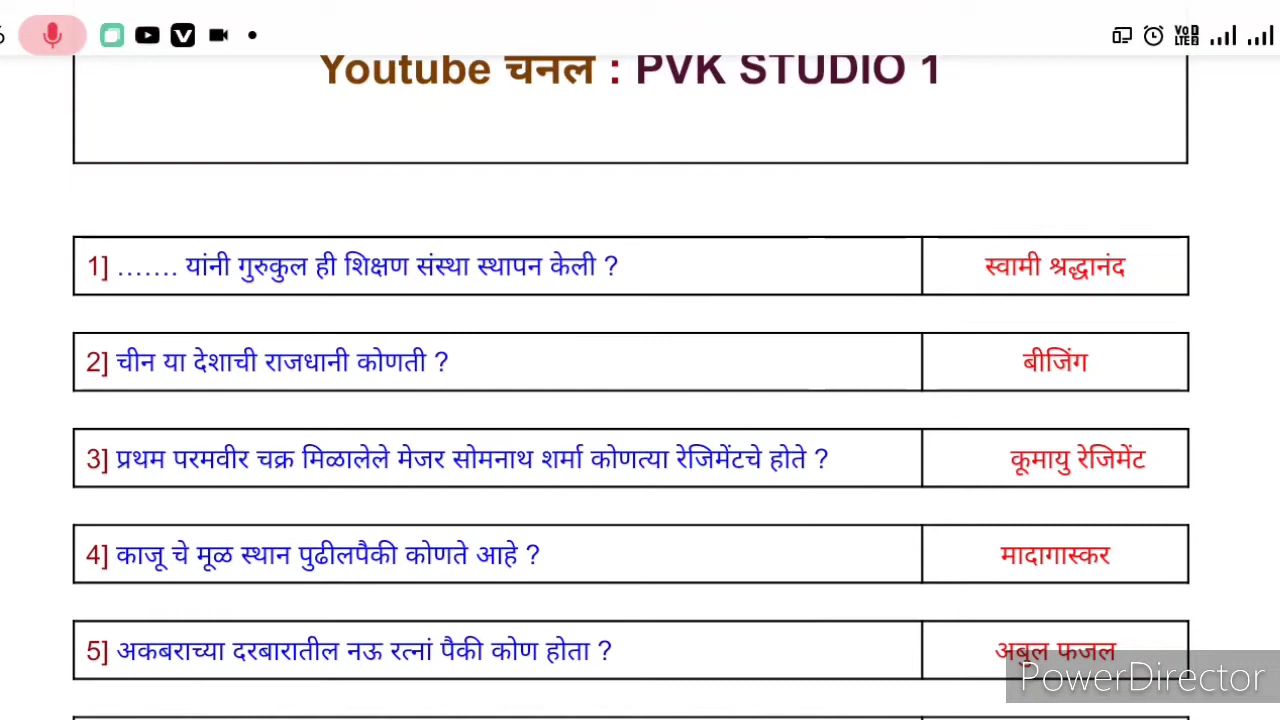 Youtube चॅनल : PVK STUDIO 1
1] ....... यांनी गुरुकुल ही शिक्षण संस्था स्थापन केली ?
स्वामी श्रद्धानंद
2] चीन या देशाची राजधानी कोणती ?
बीजिंग
3] प्रथम परमवीर चक्र मिळालेले मेजर सोमनाथ शर्मा कोणत्या रेजिमेंटचे होते ?
कूमायु रेजिमेंट
4] काजू चे मूळ स्थान पुढीलपैकी कोणते आहे ?
मादागास्कर
5] अकबराच्या दरबारातील नऊ रत्नां पैकी कोण होता ?
अबुल फजल
PowerDirector